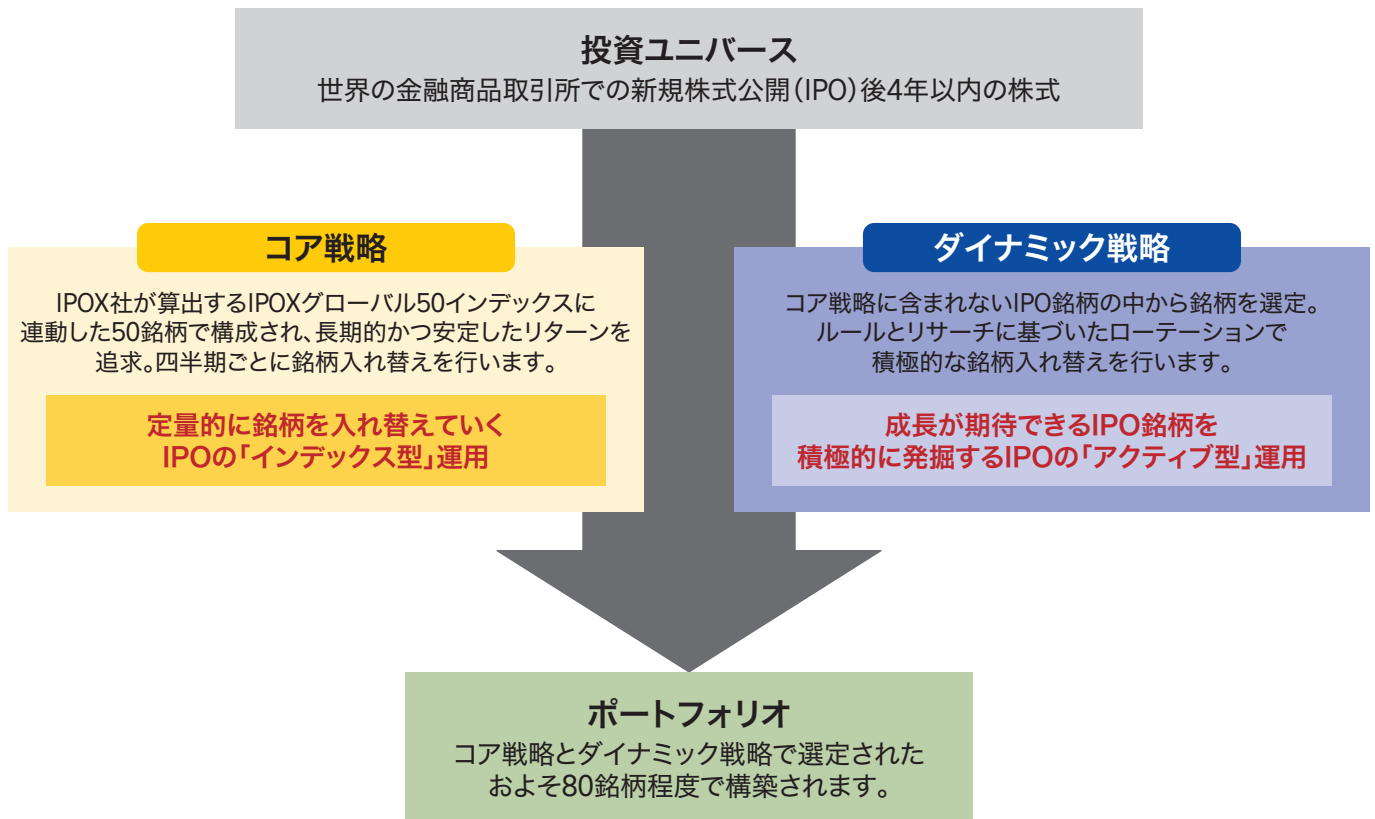 投資ユニバース
世界の金融商品取引所での新規株式公開(IPO)後4年以内の株式
コア戦略
IPOX社が算出するIPOXグローバル50インデックスに
連動した50銘柄で構成され、長期的かつ安定したリターンを
追求。四半期ごとに銘柄入れ替えを行います。
定量的に銘柄を入れ替えていく
IPOの「インデックス型」運用
ダイナミック戦略
コア戦略に含まれないIPO銘柄の中から銘柄を選定。
ルールとリサーチに基づいたローテーションで
積極的な銘柄入れ替えを行います。
成長が期待できるIPO銘柄を
積極的に発掘するIPOの「アクティブ型」運用
ポートフォリオ
コア戦略とダイナミック戦略で選定された
およそ80銘柄程度で構築されます。